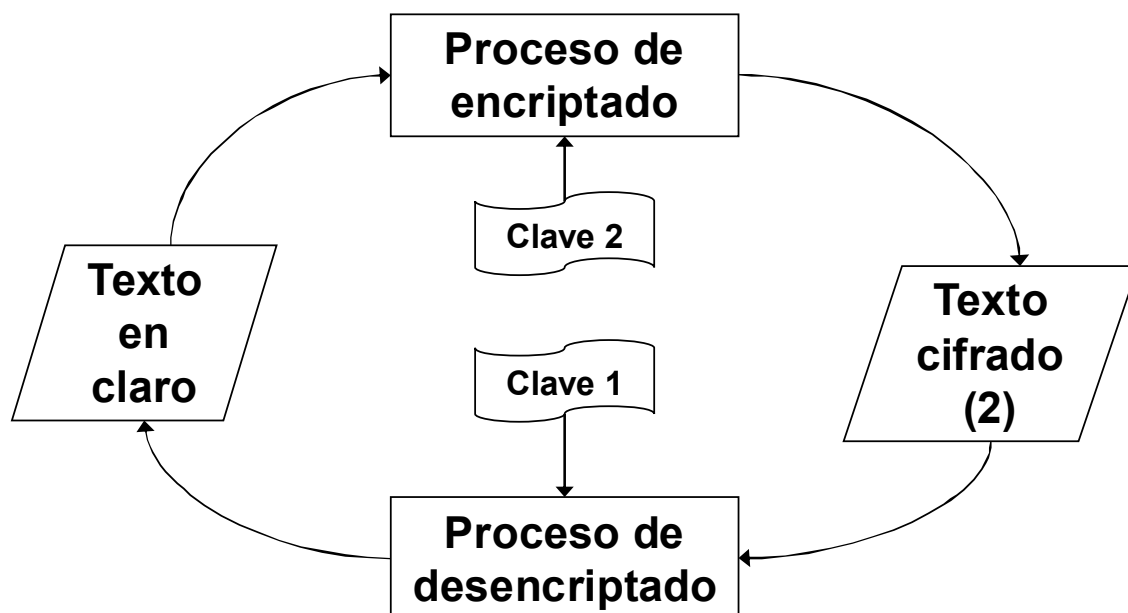 Proceso de
encriptado
Clave 2
Texto
en
claro
Texto
cifrado
(2)
Clave 1
Proceso de
desencriptado